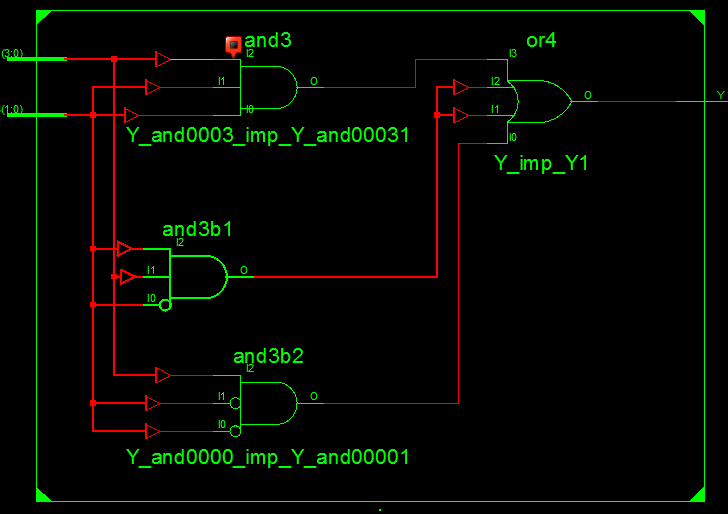 and3
or4
(3:0)
I2
I3
I1
O
I2
O
Y
(1:0)
I0
I1
Y_and0003_imp_Y_and00031
I0
Y_imp_Y1
and3b1
I2
I1
O
I0
and3b2
I2
I1
O
I0
Y_and0000_imp_Y_and00001